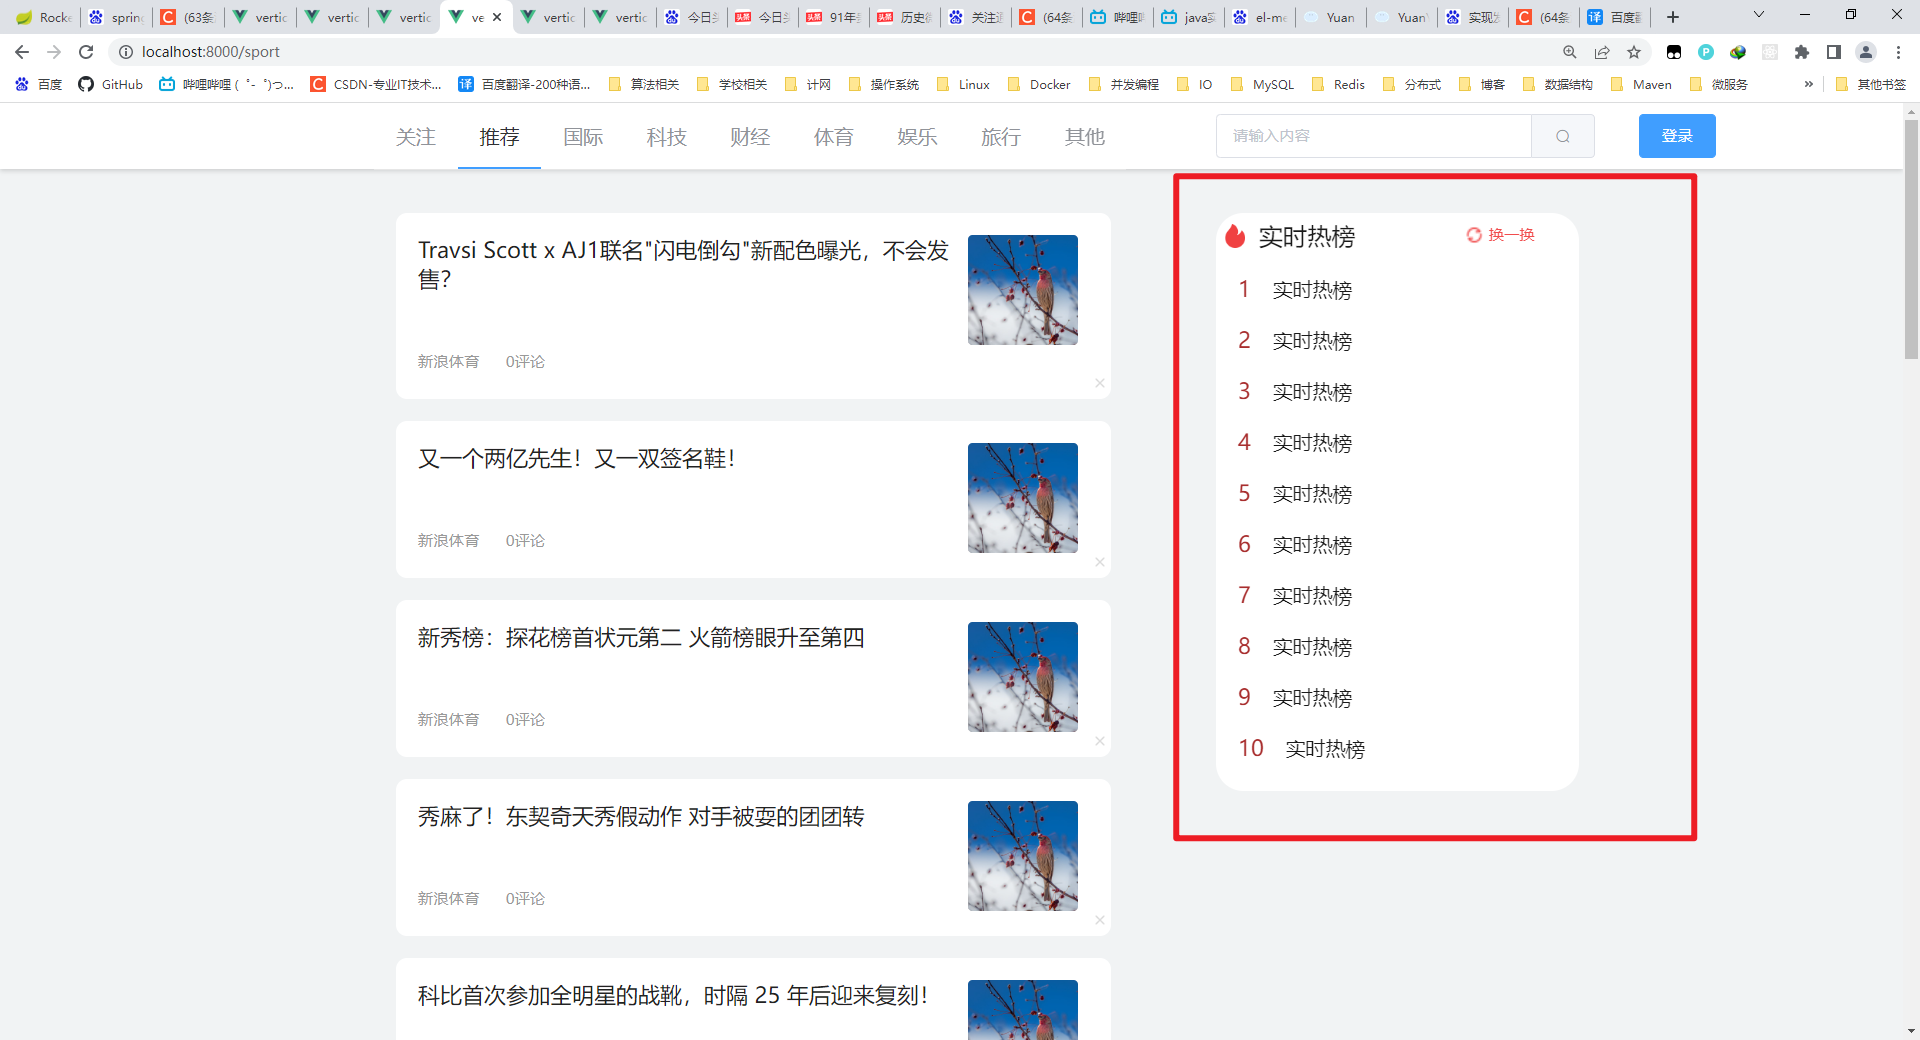 Rocke
spring
(63条
vertic
vertic
vertic
ve
vertic
vertic
今日头
今日头
91年
历史
关注
(64条
哔哩
java
el-me
Yuan
Yuan
实现
(64条
百度
localhost:8000/sport
百度 GitHub 哔哩哔哩 ( ゜- ゜)つ... CSDN-专业IT技术... 百度翻译-200种语... 算法相关 学校相关 计网 操作系统 Linux Docker 并发编程 IO MySQL Redis 分布式 博客 数据结构 Maven 微服务 » 其他书签
关注 推荐 国际 科技 财经 体育 娱乐 旅行 其他 请输入内容 登录
Travsi Scott x AJ1联名"闪电倒勾"新配色曝光，不会发
售？
新浪体育 0评论
又一个两亿先生！又一双签名鞋！
新浪体育 0评论
新秀榜：探花榜首状元第二 火箭榜眼升至第四
新浪体育 0评论
秀麻了！东契奇天秀假动作 对手被耍的团团转
新浪体育 0评论
科比首次参加全明星的战靴，时隔 25 年后迎来复刻！
实时热榜 换一换
1 实时热榜
2 实时热榜
3 实时热榜
4 实时热榜
5 实时热榜
6 实时热榜
7 实时热榜
8 实时热榜
9 实时热榜
10 实时热榜